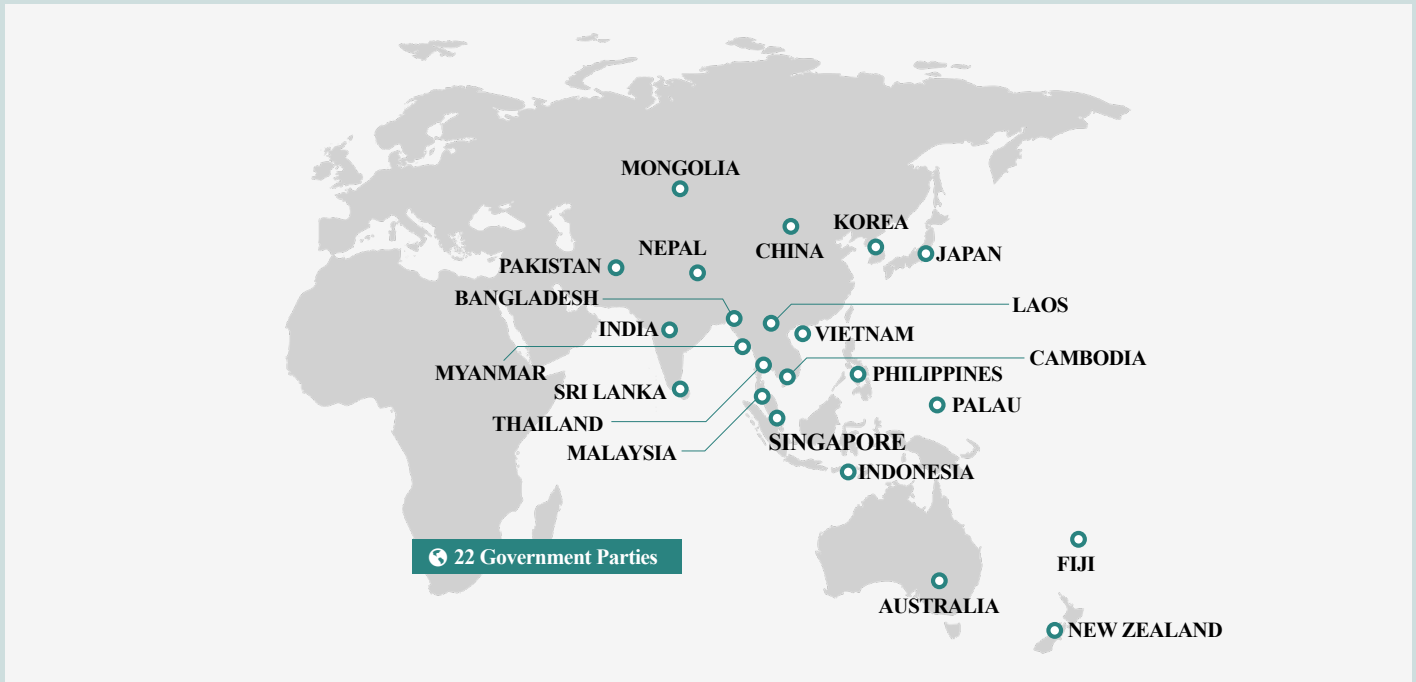 MONGOLIA
KOREA
NEPAL
CHINA
JAPAN
PAKISTAN
BANGLADESH
LAOS
INDIA
VIETNAM
CAMBODIA
MYANMAR
PHILIPPINES
SRI LANKA
PALAU
THAILAND
SINGAPORE
MALAYSIA
INDONESIA
22 Government Parties
FIJI
AUSTRALIA
NEW ZEALAND